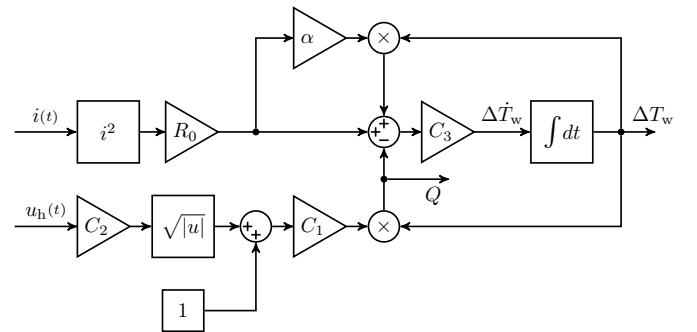 α
×
i(t)
i²
R₀
+
+
−
C₃
ΔṪ_w
∫dt
ΔT_w
u_h(t)
C₂
√|u|
+
+
C₁
×
Q
1